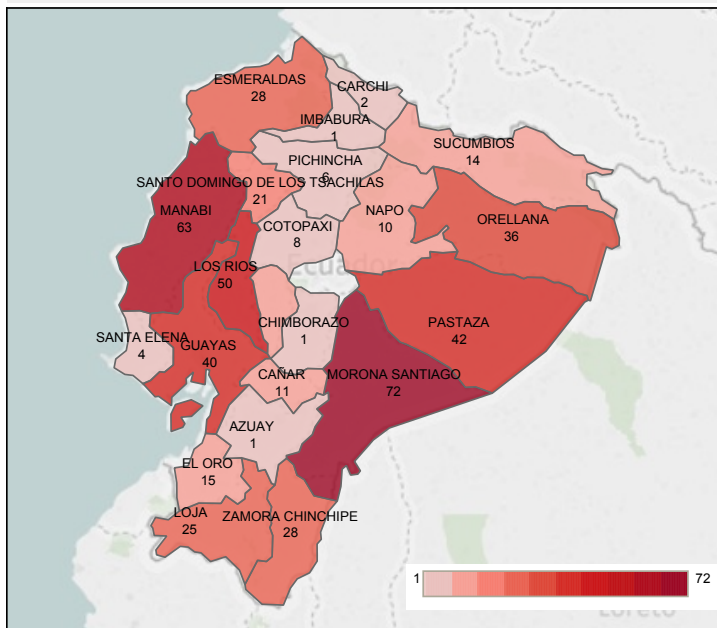 ESMERALDAS
28
CARCHI
2
IMBABURA
1
SUCUMBIOS
14
PICHINCHA
6
SANTO DOMINGO DE LOS TSACHILAS
21
MANABI
63
NAPO
10
ORELLANA
36
COTOPAXI
8
Ecuador
LOS RIOS
50
CHIMBORAZO
1
PASTAZA
42
SANTA ELENA
4
GUAYAS
40
CAÑAR
11
MORONA SANTIAGO
72
AZUAY
1
EL ORO
15
LOJA
25
ZAMORA CHINCHIPE
28
1
72
Loreto